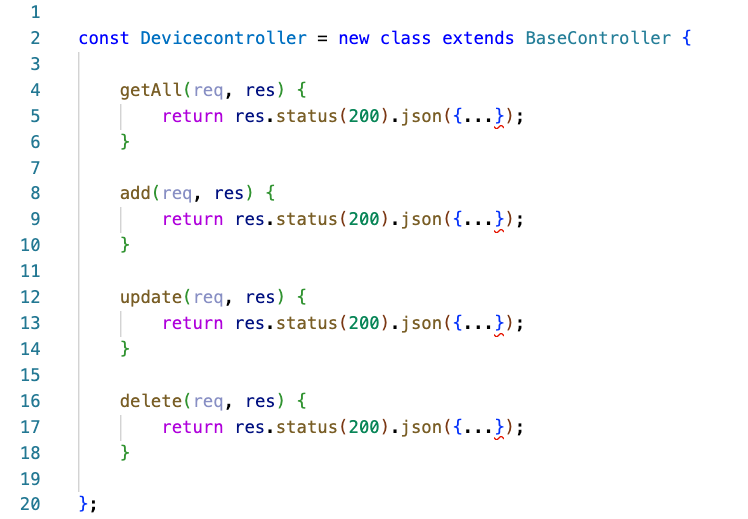 1
2 const Devicecontroller = new class extends BaseController {
3
4 getAll(req, res) {
5 return res.status(200).json({...});
6 }
7
8 add(req, res) {
9 return res.status(200).json({...});
10 }
11
12 update(req, res) {
13 return res.status(200).json({...});
14 }
15
16 delete(req, res) {
17 return res.status(200).json({...});
18 }
19
20 };